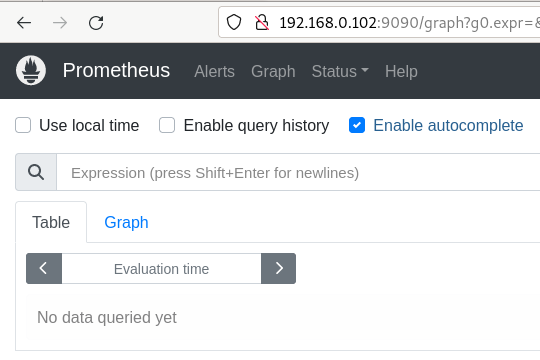 192.168.0.102:9090/graph?g0.expr=&
Prometheus Alerts Graph Status Help
Use local time Enable query history Enable autocomplete
Expression (press Shift+Enter for newlines)
Table Graph
Evaluation time
No data queried yet